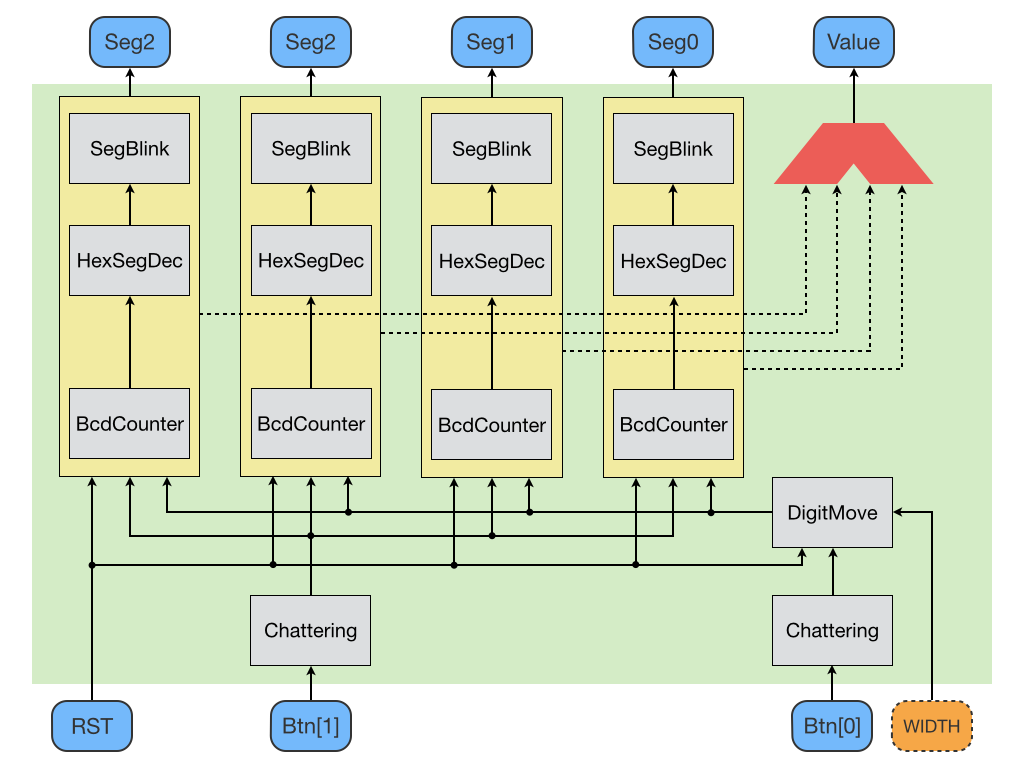 Seg2
Seg2
Seg1
Seg0
Value
SegBlink
SegBlink
SegBlink
SegBlink
HexSegDec
HexSegDec
HexSegDec
HexSegDec
BcdCounter
BcdCounter
BcdCounter
BcdCounter
DigitMove
Chattering
Chattering
RST
Btn[1]
Btn[0]
WIDTH